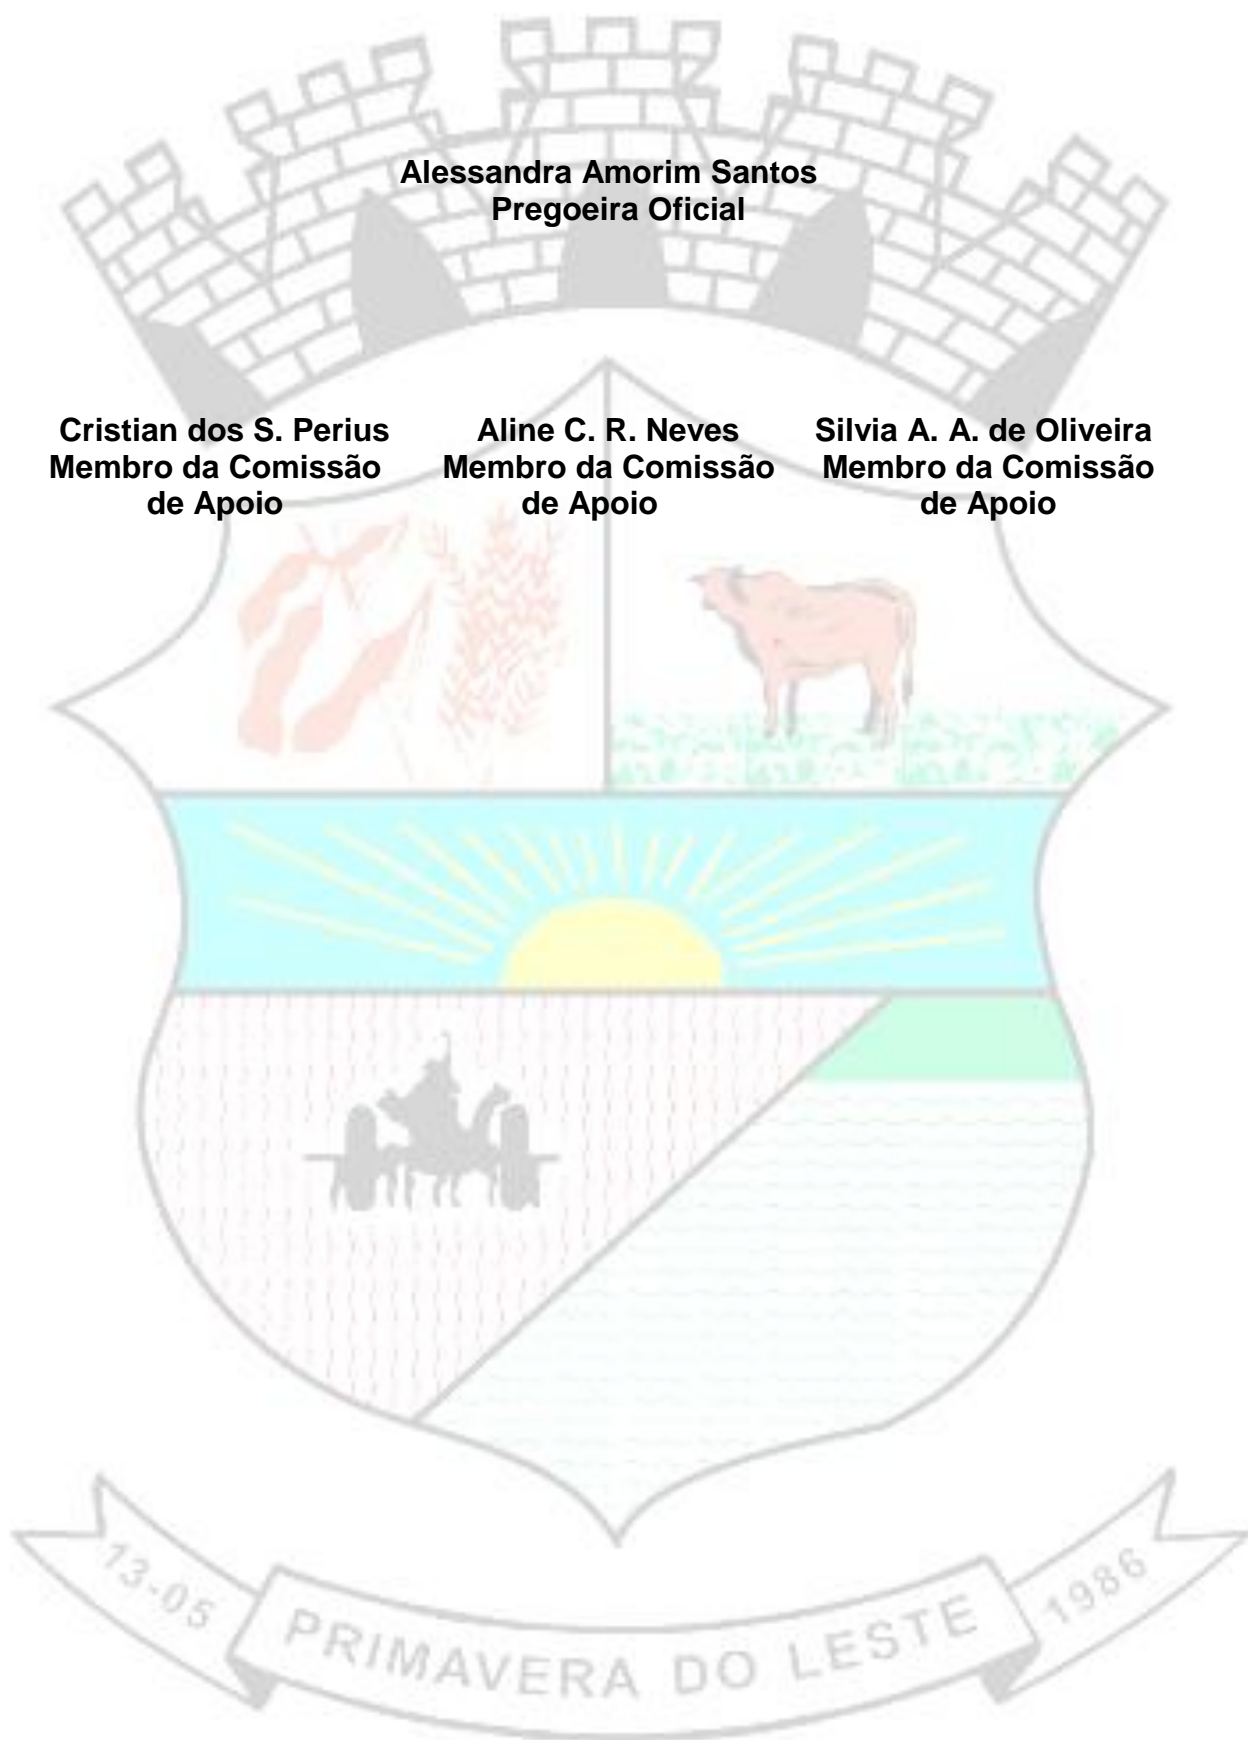 Alessandra Amorim Santos
Pregoeira Oficial
Cristian dos S. Perius
Membro da Comissão
de Apoio
Aline C. R. Neves
Membro da Comissão
de Apoio
Silvia A. A. de Oliveira
Membro da Comissão
de Apoio
13-05
PRIMAVERA DO LESTE
1986